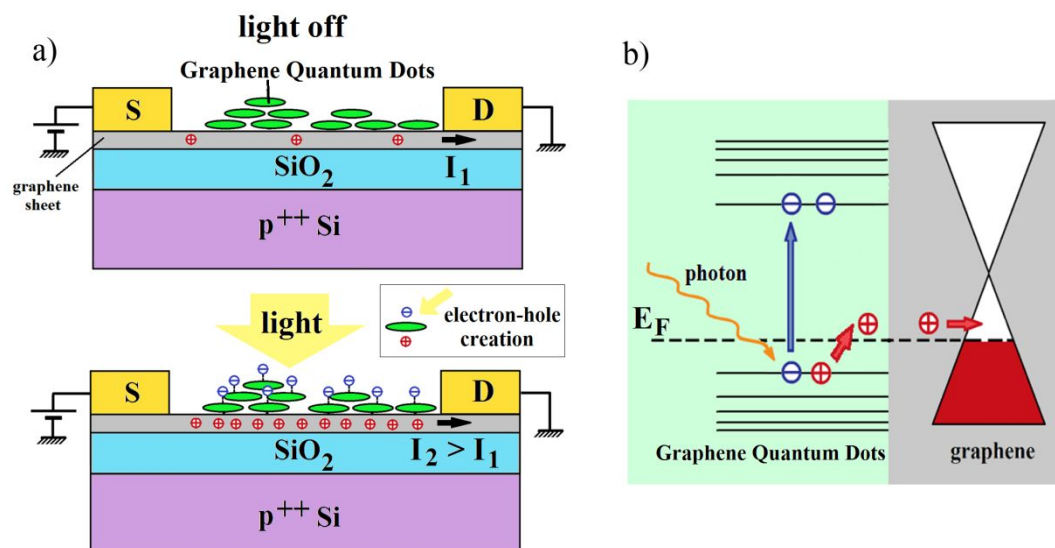 a)
light off
Graphene Quantum Dots
S
D
graphene
sheet
SiO2
I1
p++ Si
light
electron-hole
creation
S
D
SiO2
I2 > I1
p++ Si
b)
photon
EF
Graphene Quantum Dots
graphene